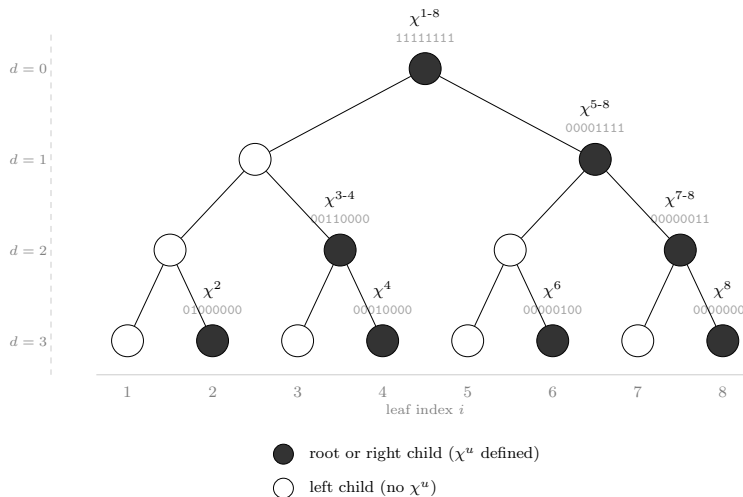 χ¹⁻⁸
11111111
d = 0
χ⁵⁻⁸
00001111
d = 1
χ³⁻⁴
00110000
χ⁷⁻⁸
00000011
d = 2
χ²
01000000
χ⁴
00010000
χ⁶
00000100
χ⁸
0000000
d = 3
1 2 3 4 5 6 7 8
leaf index i
root or right child (χᵘ defined)
left child (no χᵘ)